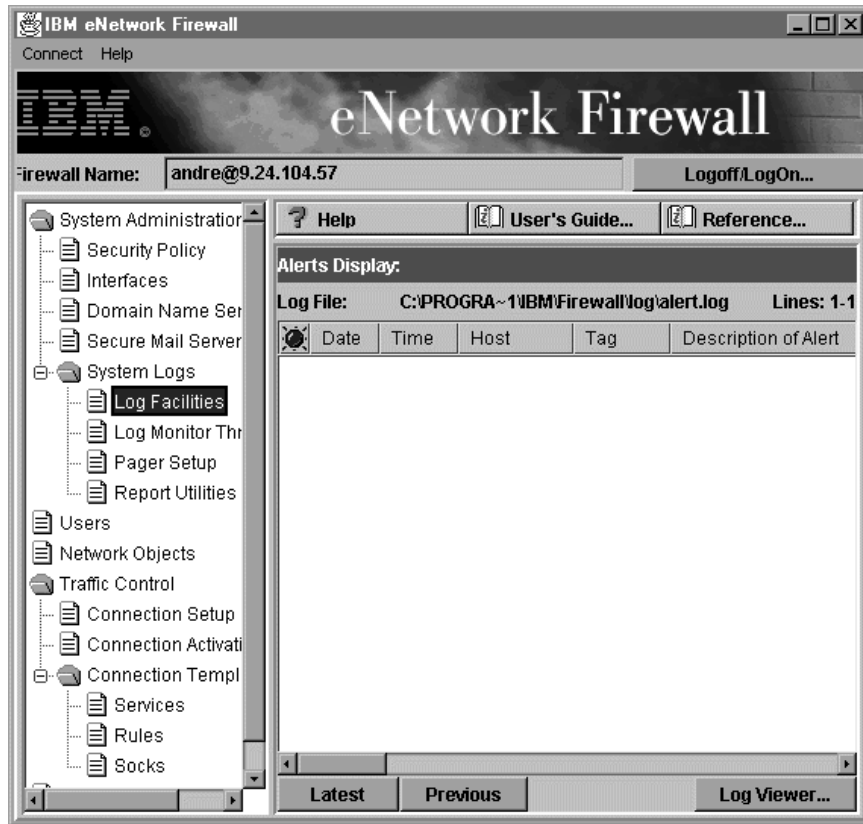 IBM eNetwork Firewall
Connect Help
IBM. eNetwork Firewall
Firewall Name: andre@9.24.104.57 Logoff/LogOn...
Help User's Guide... Reference...
System Administration
Security Policy
Interfaces
Domain Name Ser
Secure Mail Server
System Logs
Log Facilities
Log Monitor Thr
Pager Setup
Report Utilities
Users
Network Objects
Traffic Control
Connection Setup
Connection Activati
Connection Templ
Services
Rules
Socks
Alerts Display:
Log File: C:\PROGRA~1\IBM\Firewall\log\alert.log Lines: 1-1
Date Time Host Tag Description of Alert
Latest Previous Log Viewer...